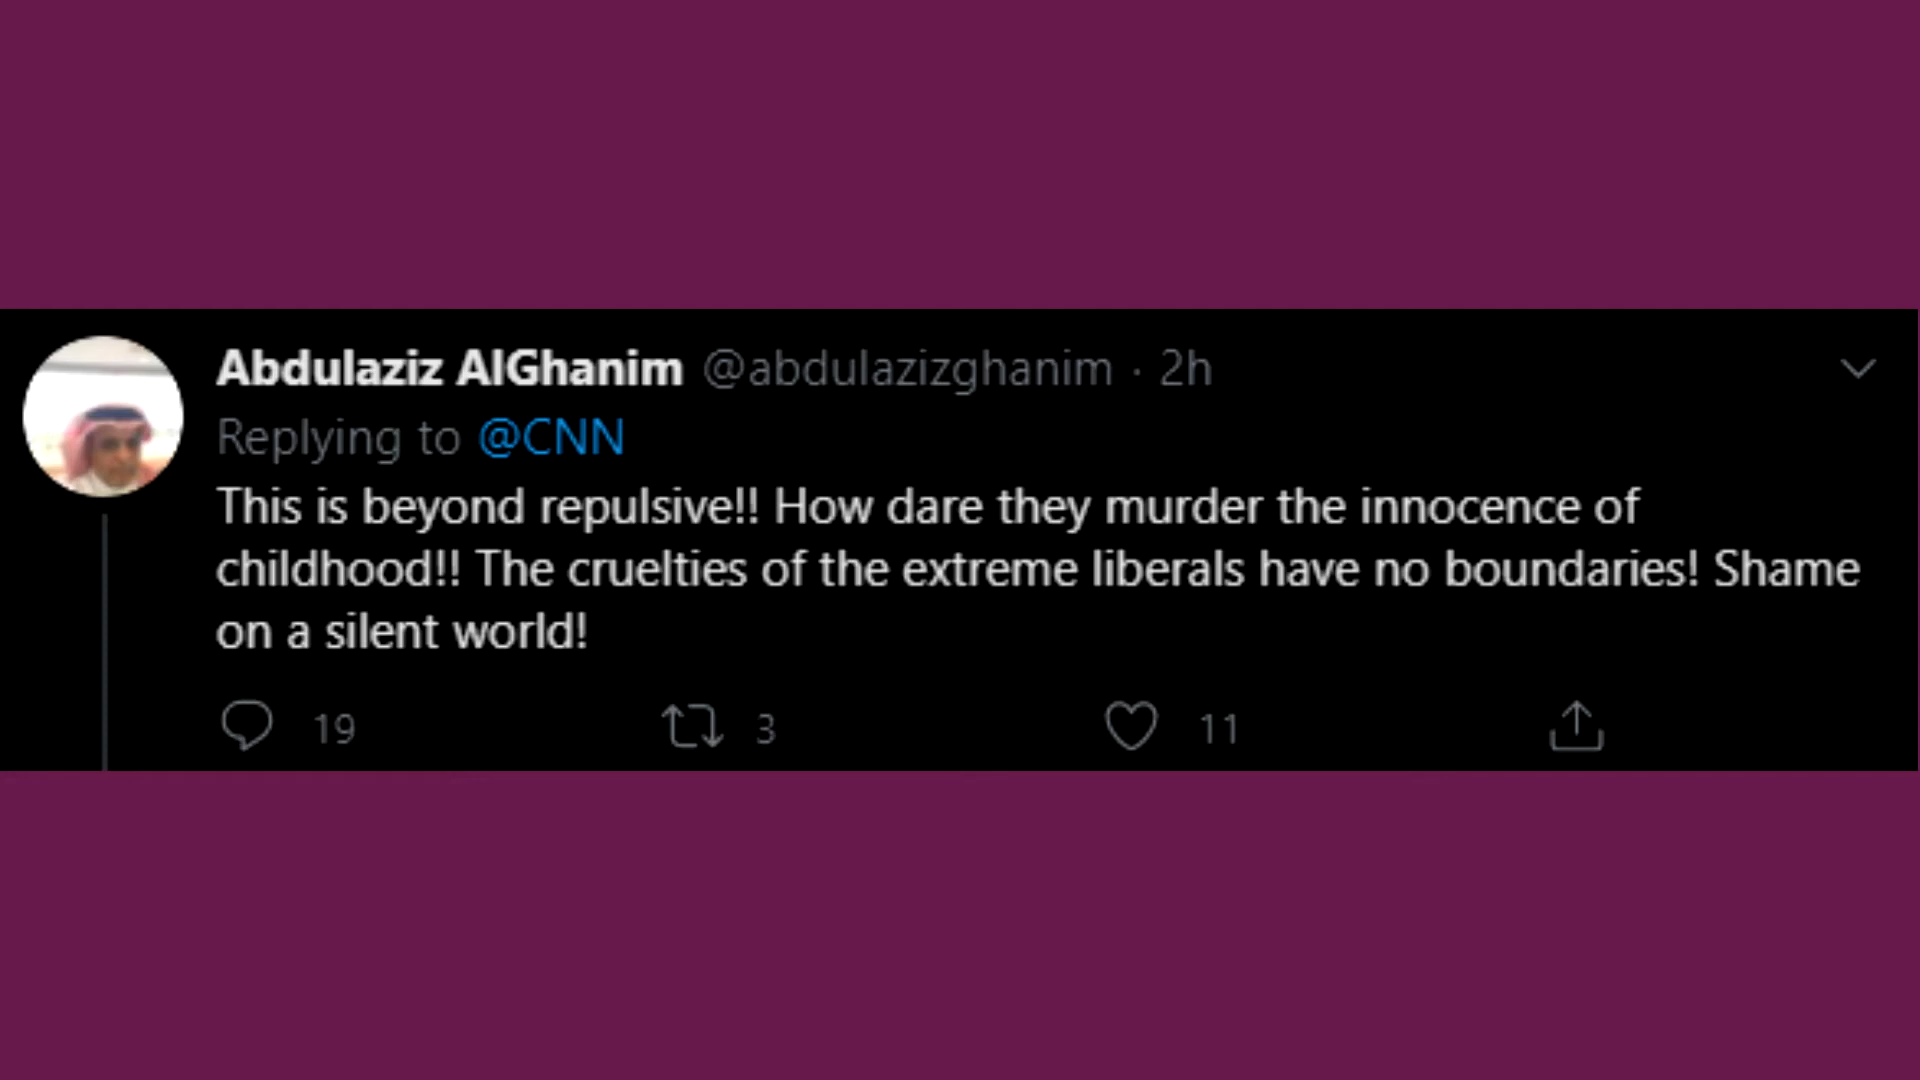 Abdulaziz AlGhanim @abdulazizghanim · 2h
Replying to @CNN
This is beyond repulsive!! How dare they murder the innocence of
childhood!! The cruelties of the extreme liberals have no boundaries! Shame
on a silent world!
19 3 11